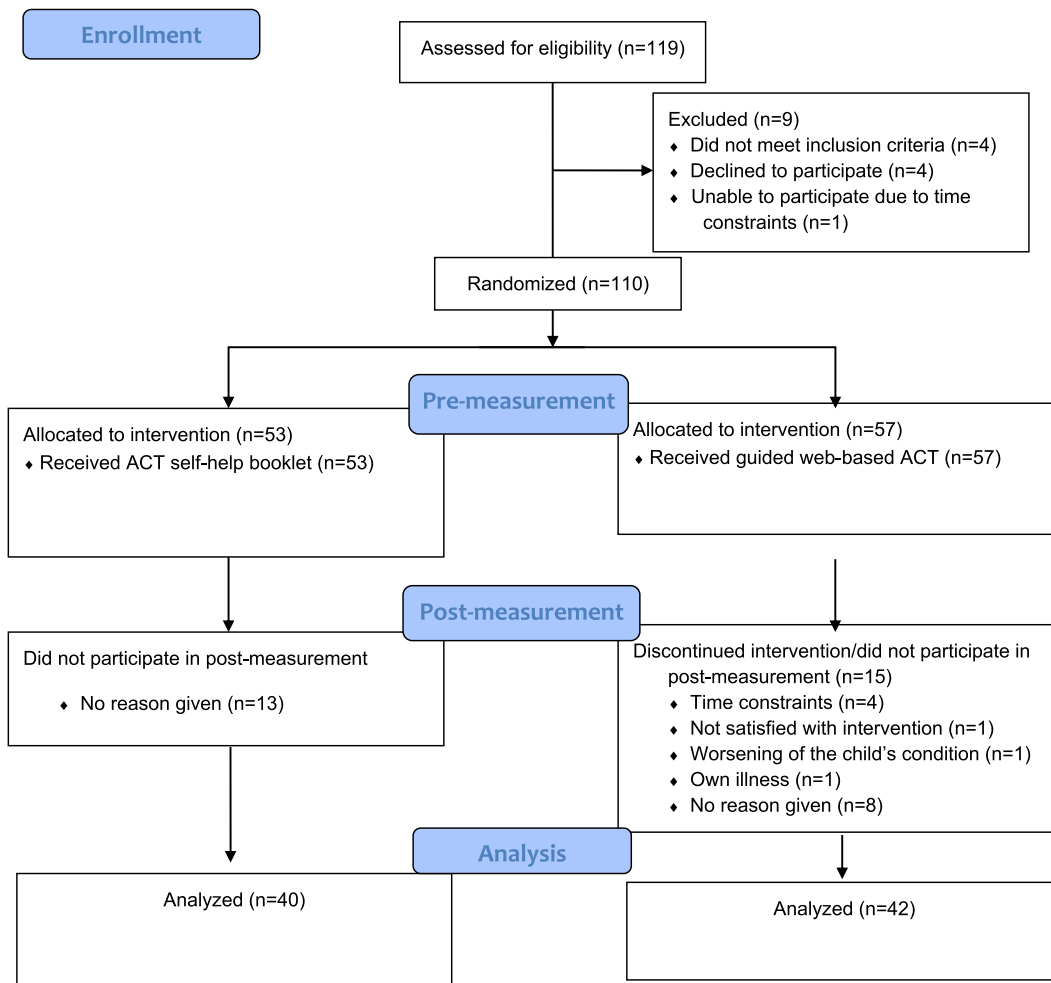 Enrollment
Assessed for eligibility (n=119)
Excluded (n=9)
♦ Did not meet inclusion criteria (n=4)
♦ Declined to participate (n=4)
♦ Unable to participate due to time
constraints (n=1)
Randomized (n=110)
Pre-measurement
Allocated to intervention (n=53)
♦ Received ACT self-help booklet (n=53)
Allocated to intervention (n=57)
♦ Received guided web-based ACT (n=57)
Post-measurement
Did not participate in post-measurement
♦ No reason given (n=13)
Discontinued intervention/did not participate in
post-measurement (n=15)
♦ Time constraints (n=4)
♦ Not satisfied with intervention (n=1)
♦ Worsening of the child’s condition (n=1)
♦ Own illness (n=1)
♦ No reason given (n=8)
Analysis
Analyzed (n=40)
Analyzed (n=42)